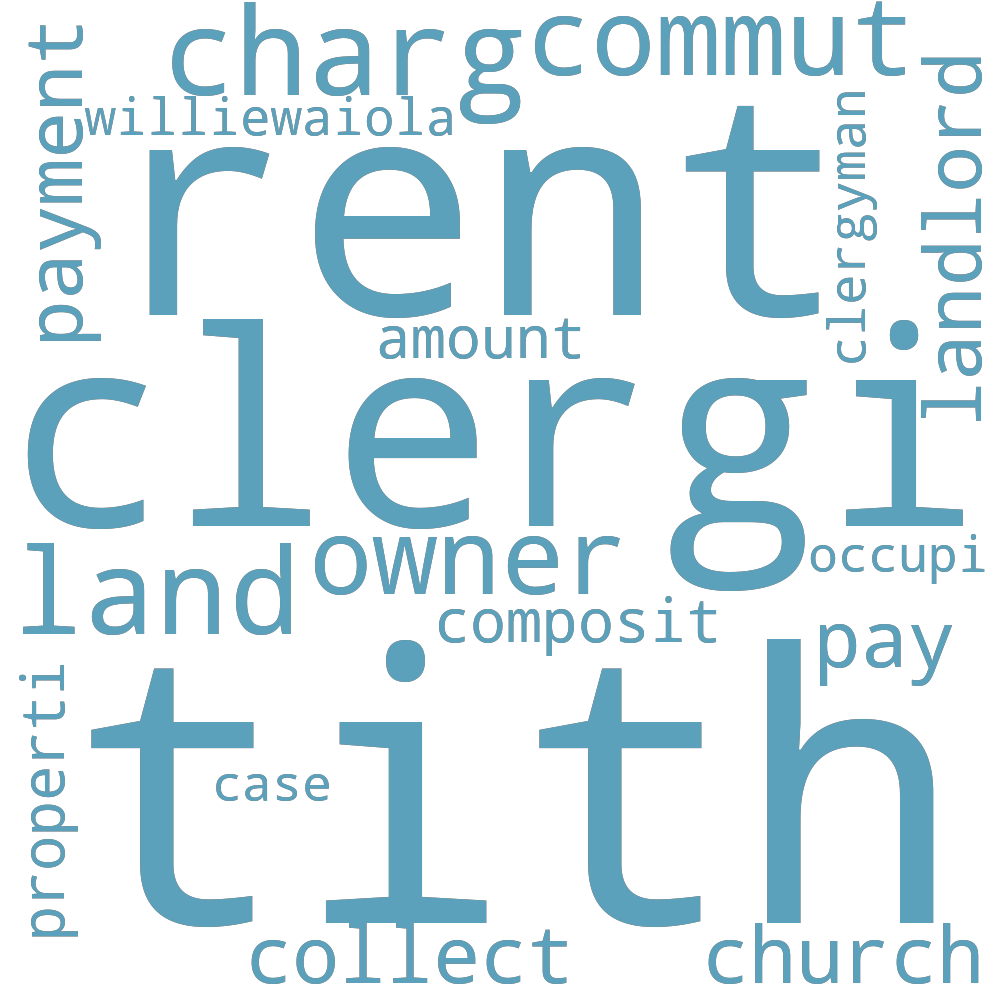 charg
commut
payment
williewaiola
rent
clergyman
landlord
amount
clergi
owner
occupi
land
composit
pay
properti
tith
case
collect
church